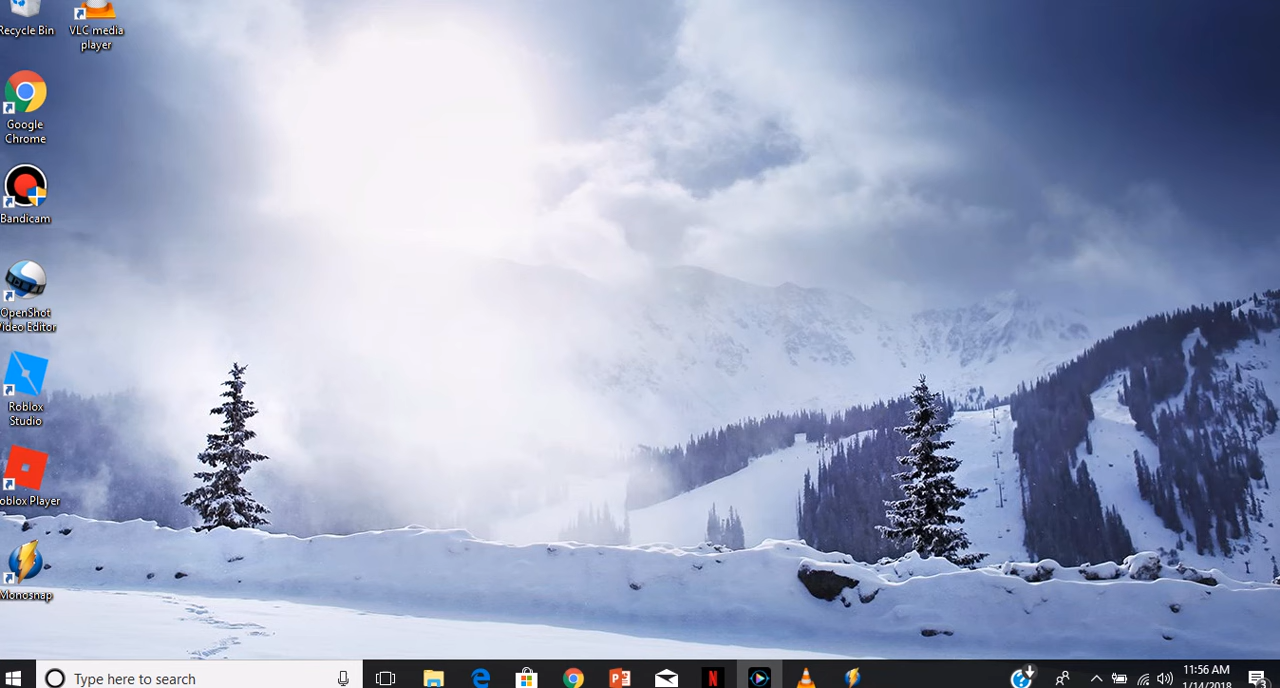 Recycle Bin
VLC media
player
Google
Chrome
Bandicam
OpenShot
Video Editor
Roblox
Studio
oblox Player
Monosnap
Type here to search
11:56 AM
1/14/2018
3